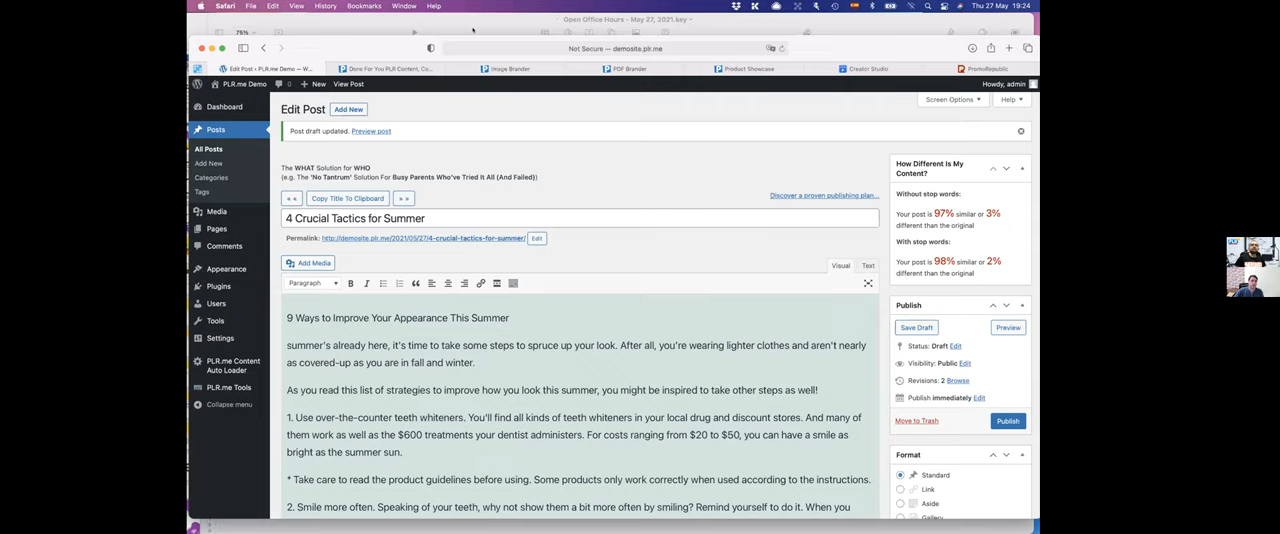 Safari File Edit View History Bookmarks Window Help
Thu 27 May 19:24
Open Office Hours - May 27, 2021.key
75%
Not Secure — demosite.plr.me
Edit Post ‹ PLR.me Demo — W...
Done For You PLR Content, Co...
Image Brander
PDF Brander
Product Showcase
Creator Studio
PromoRepublic
PLR.me Demo 0 New View Post
Howdy, admin
Dashboard
Posts
All Posts
Add New
Categories
Tags
Media
Pages
Comments
Appearance
Plugins
Users
Tools
Settings
PLR.me Content
Auto Loader
PLR.me Tools
Collapse menu
Edit Post Add New
Screen Options Help
Post draft updated. Preview post
The WHAT Solution for WHO
(e.g. The 'No Tantrum' Solution For Busy Parents Who've Tried It All (And Failed))
« « Copy Title To Clipboard » »
Discover a proven publishing plan...
4 Crucial Tactics for Summer
Permalink: http://demosite.plr.me/2021/05/27/4-crucial-tactics-for-summer/ Edit
Add Media
Visual Text
Paragraph B I
9 Ways to Improve Your Appearance This Summer
summer's already here, it's time to take some steps to spruce up your look. After all, you're wearing lighter clothes and aren't nearly
as covered-up as you are in fall and winter.
As you read this list of strategies to improve how you look this summer, you might be inspired to take other steps as well!
1. Use over-the-counter teeth whiteners. You'll find all kinds of teeth whiteners in your local drug and discount stores. And many of
them work as well as the $600 treatments your dentist administers. For costs ranging from $20 to $50, you can have a smile as
bright as the summer sun.
* Take care to read the product guidelines before using. Some products only work correctly when used according to the instructions.
2. Smile more often. Speaking of your teeth, why not show them a bit more often by smiling? Remind yourself to do it. When you
How Different Is My
Content?
Without stop words:
Your post is 97% similar or 3%
different than the original
With stop words:
Your post is 98% similar or 2%
different than the original
Publish
Save Draft Preview
Status: Draft Edit
Visibility: Public Edit
Revisions: 2 Browse
Publish immediately Edit
Move to Trash Publish
Format
Standard
Link
Aside
Gallery